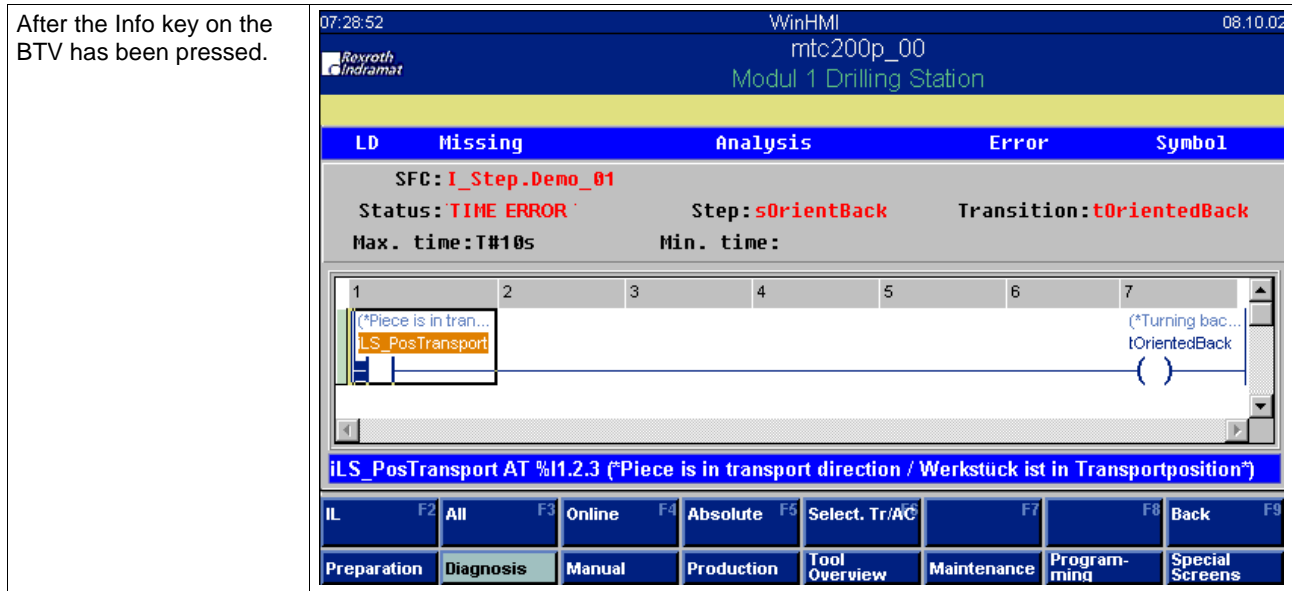 After the Info key on the
BTV has been pressed.
07:28:52 WinHMI 08.10.02
Rexroth
Indramat
mtc200p_00
Modul 1 Drilling Station
LD Missing Analysis Error Symbol
SFC: I_Step.Demo_01
Status: 'TIME ERROR ' Step: sOrientBack Transition: tOrientedBack
Max. time: T#10s Min. time:
1 2 3 4 5 6 7
(*Piece is in tran... (*Turning bac...
iLS_PosTransport tOrientedBack
iLS_PosTransport AT %I1.2.3 (*Piece is in transport direction / Werkstück ist in Transportposition*)
IL F2 All F3 Online F4 Absolute F5 Select. Tr/AC F6 F7 F8 Back F9
Preparation Diagnosis Manual Production Tool Overview Maintenance Program-ming Special Screens